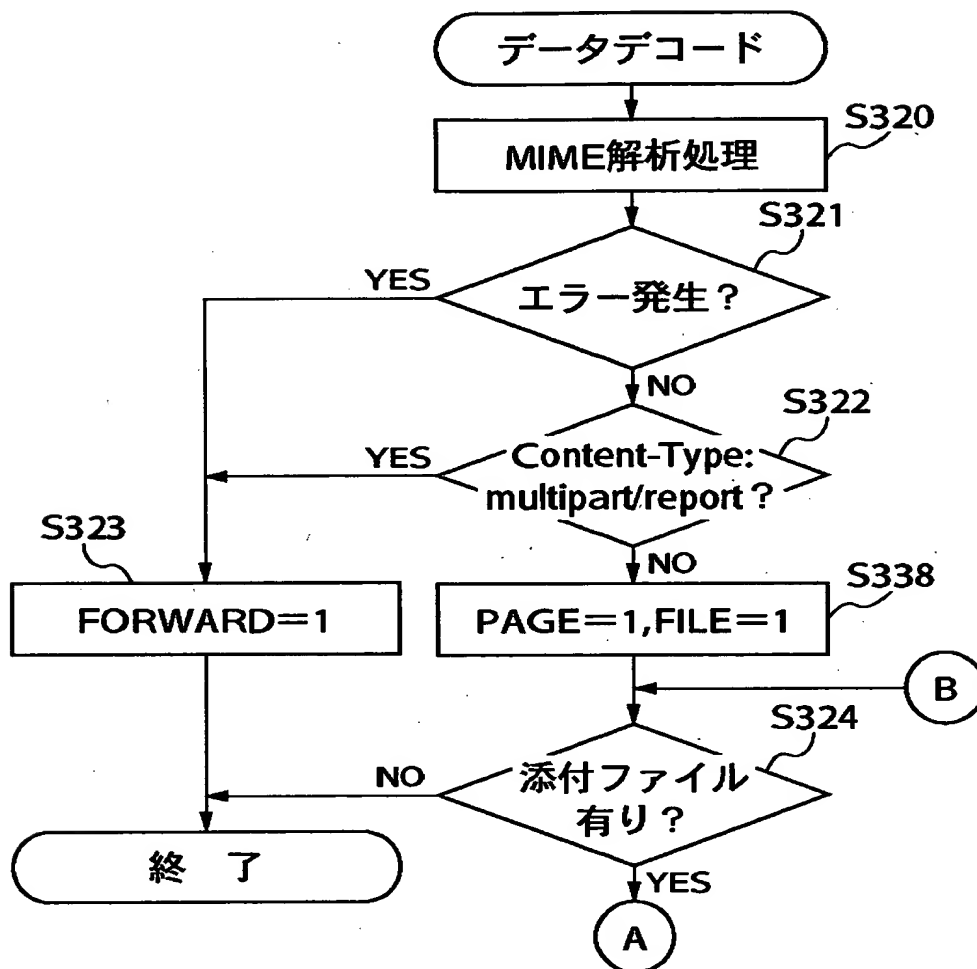 データデコード
S320
MIME解析処理
S321
YES
エラー発生？
NO
S322
YES
Content-Type:
multipart/report？
S323
NO
S338
FORWARD＝1
PAGE＝1,FILE＝1
B
S324
NO
添付ファイル
有り？
終　了
YES
A